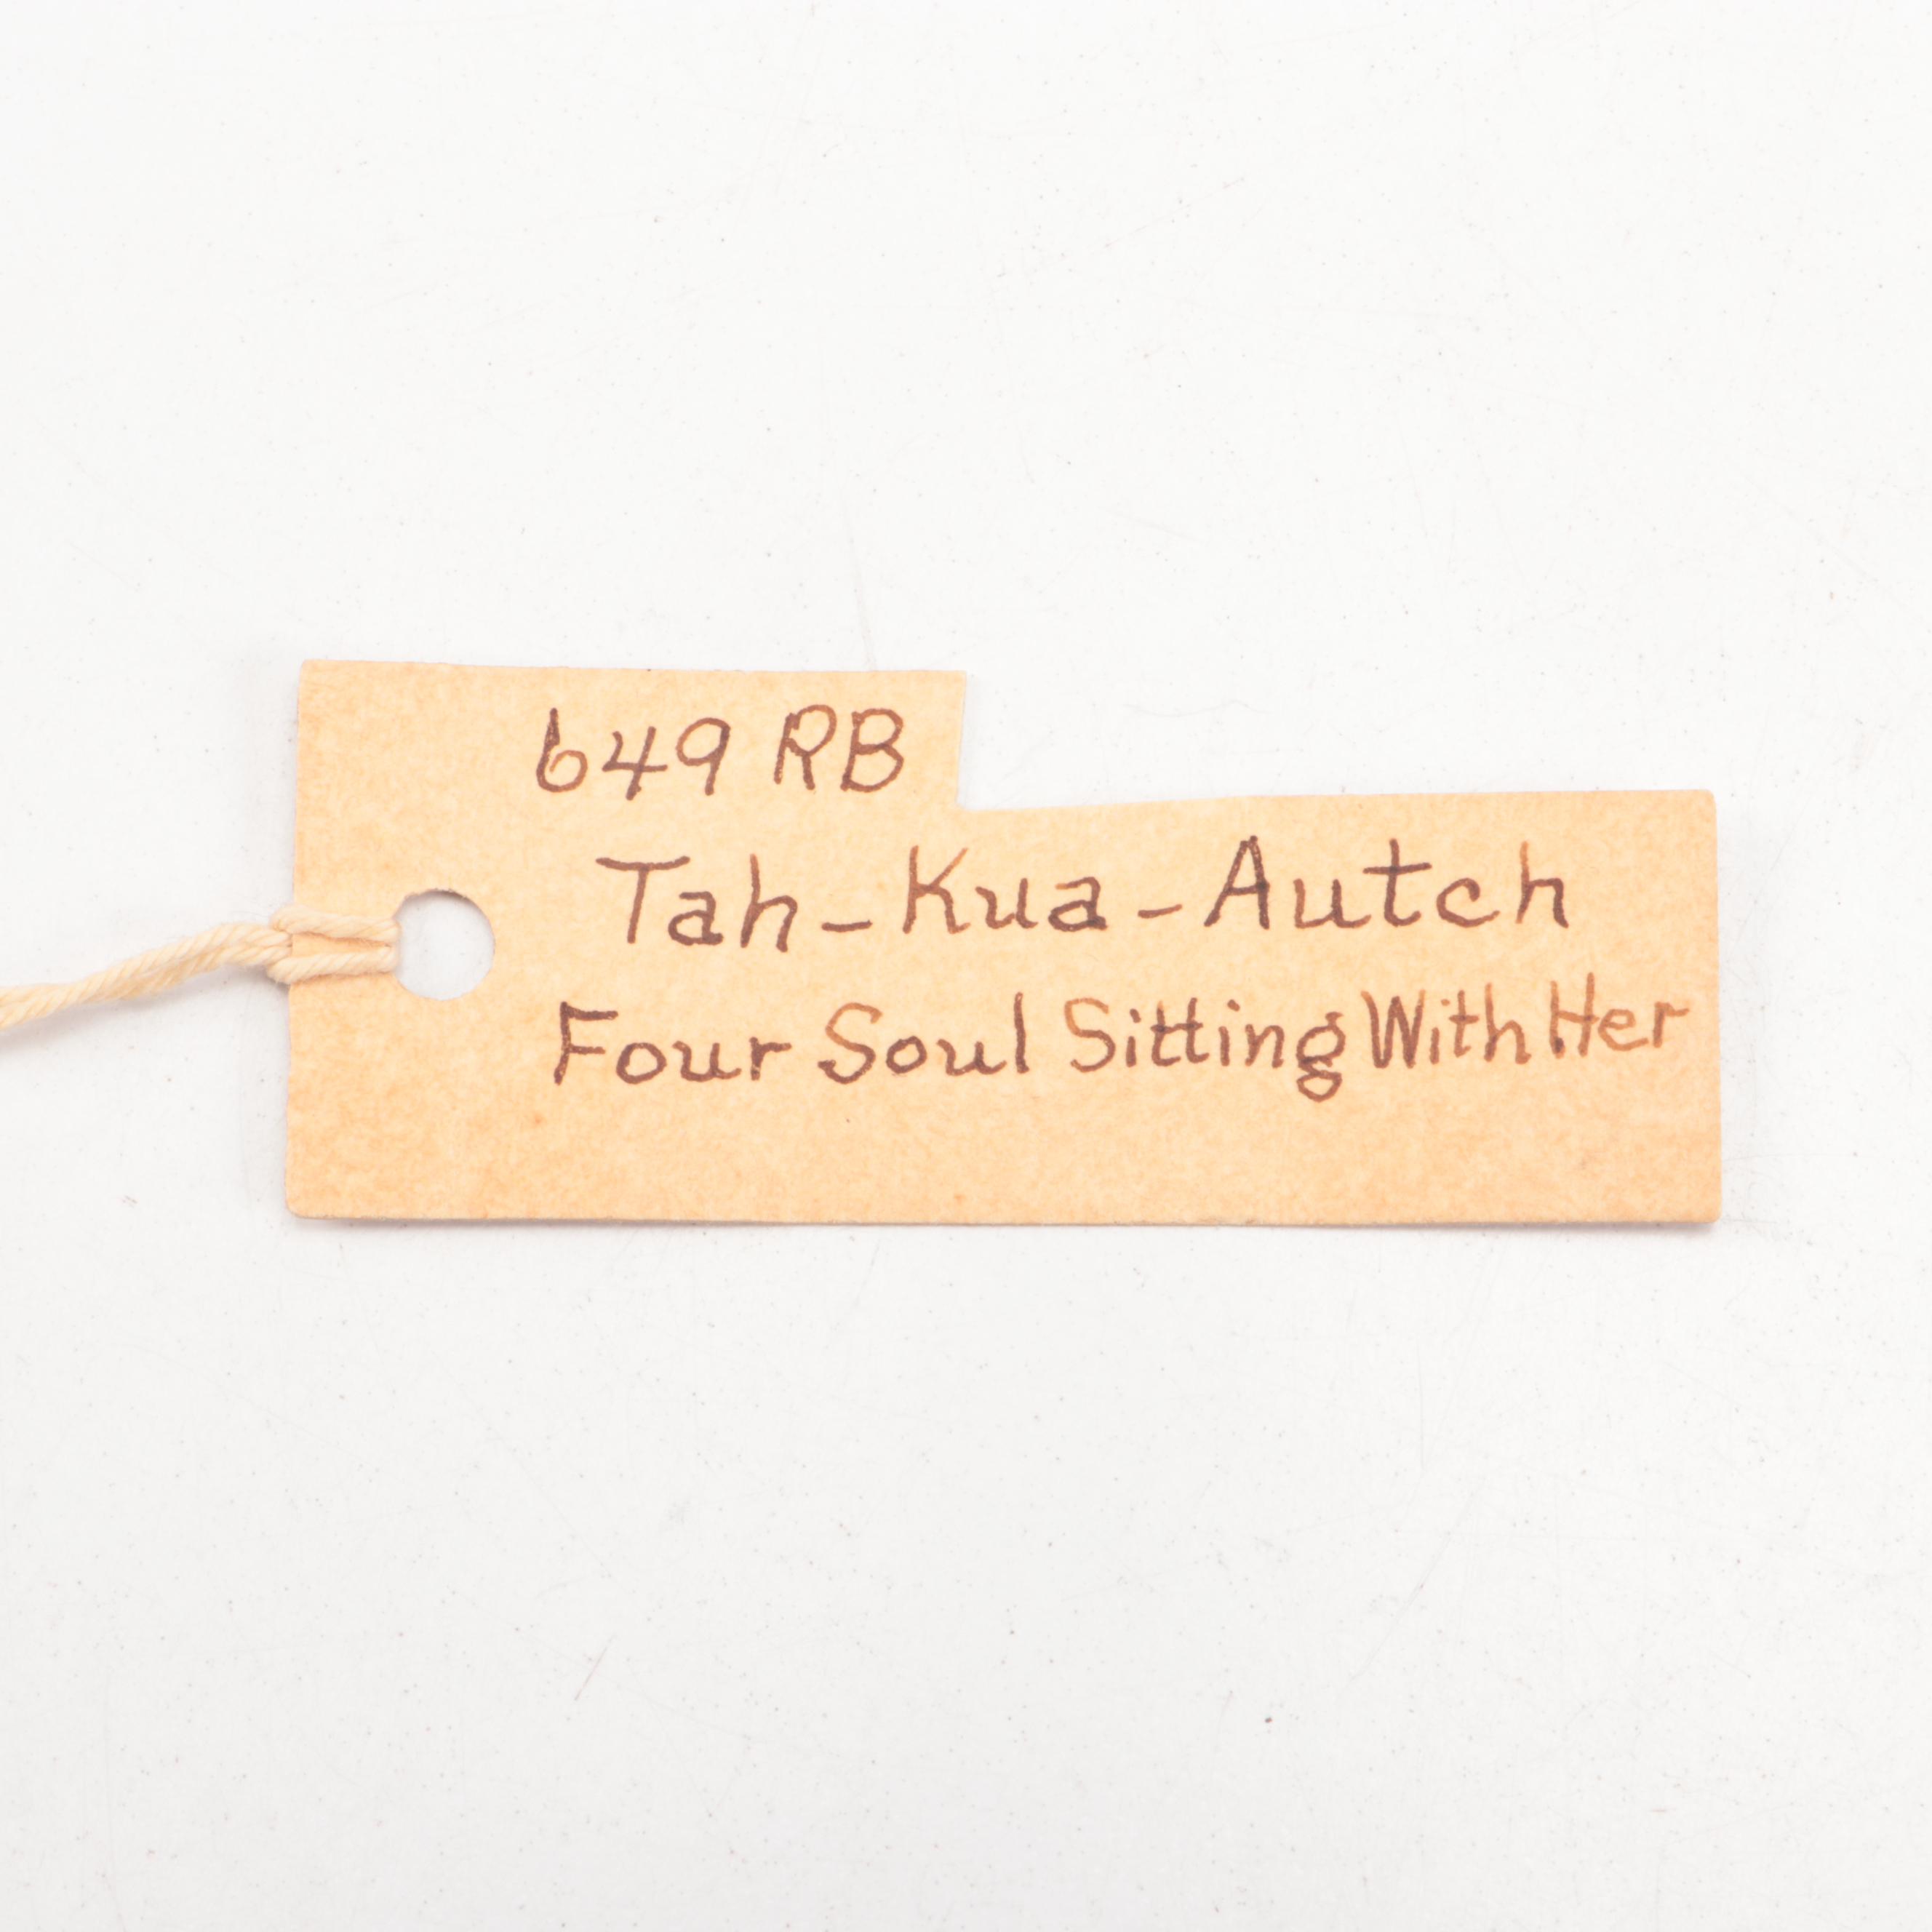 649 RB
Tah-Kua-Autch
Four Soul Sitting With Her